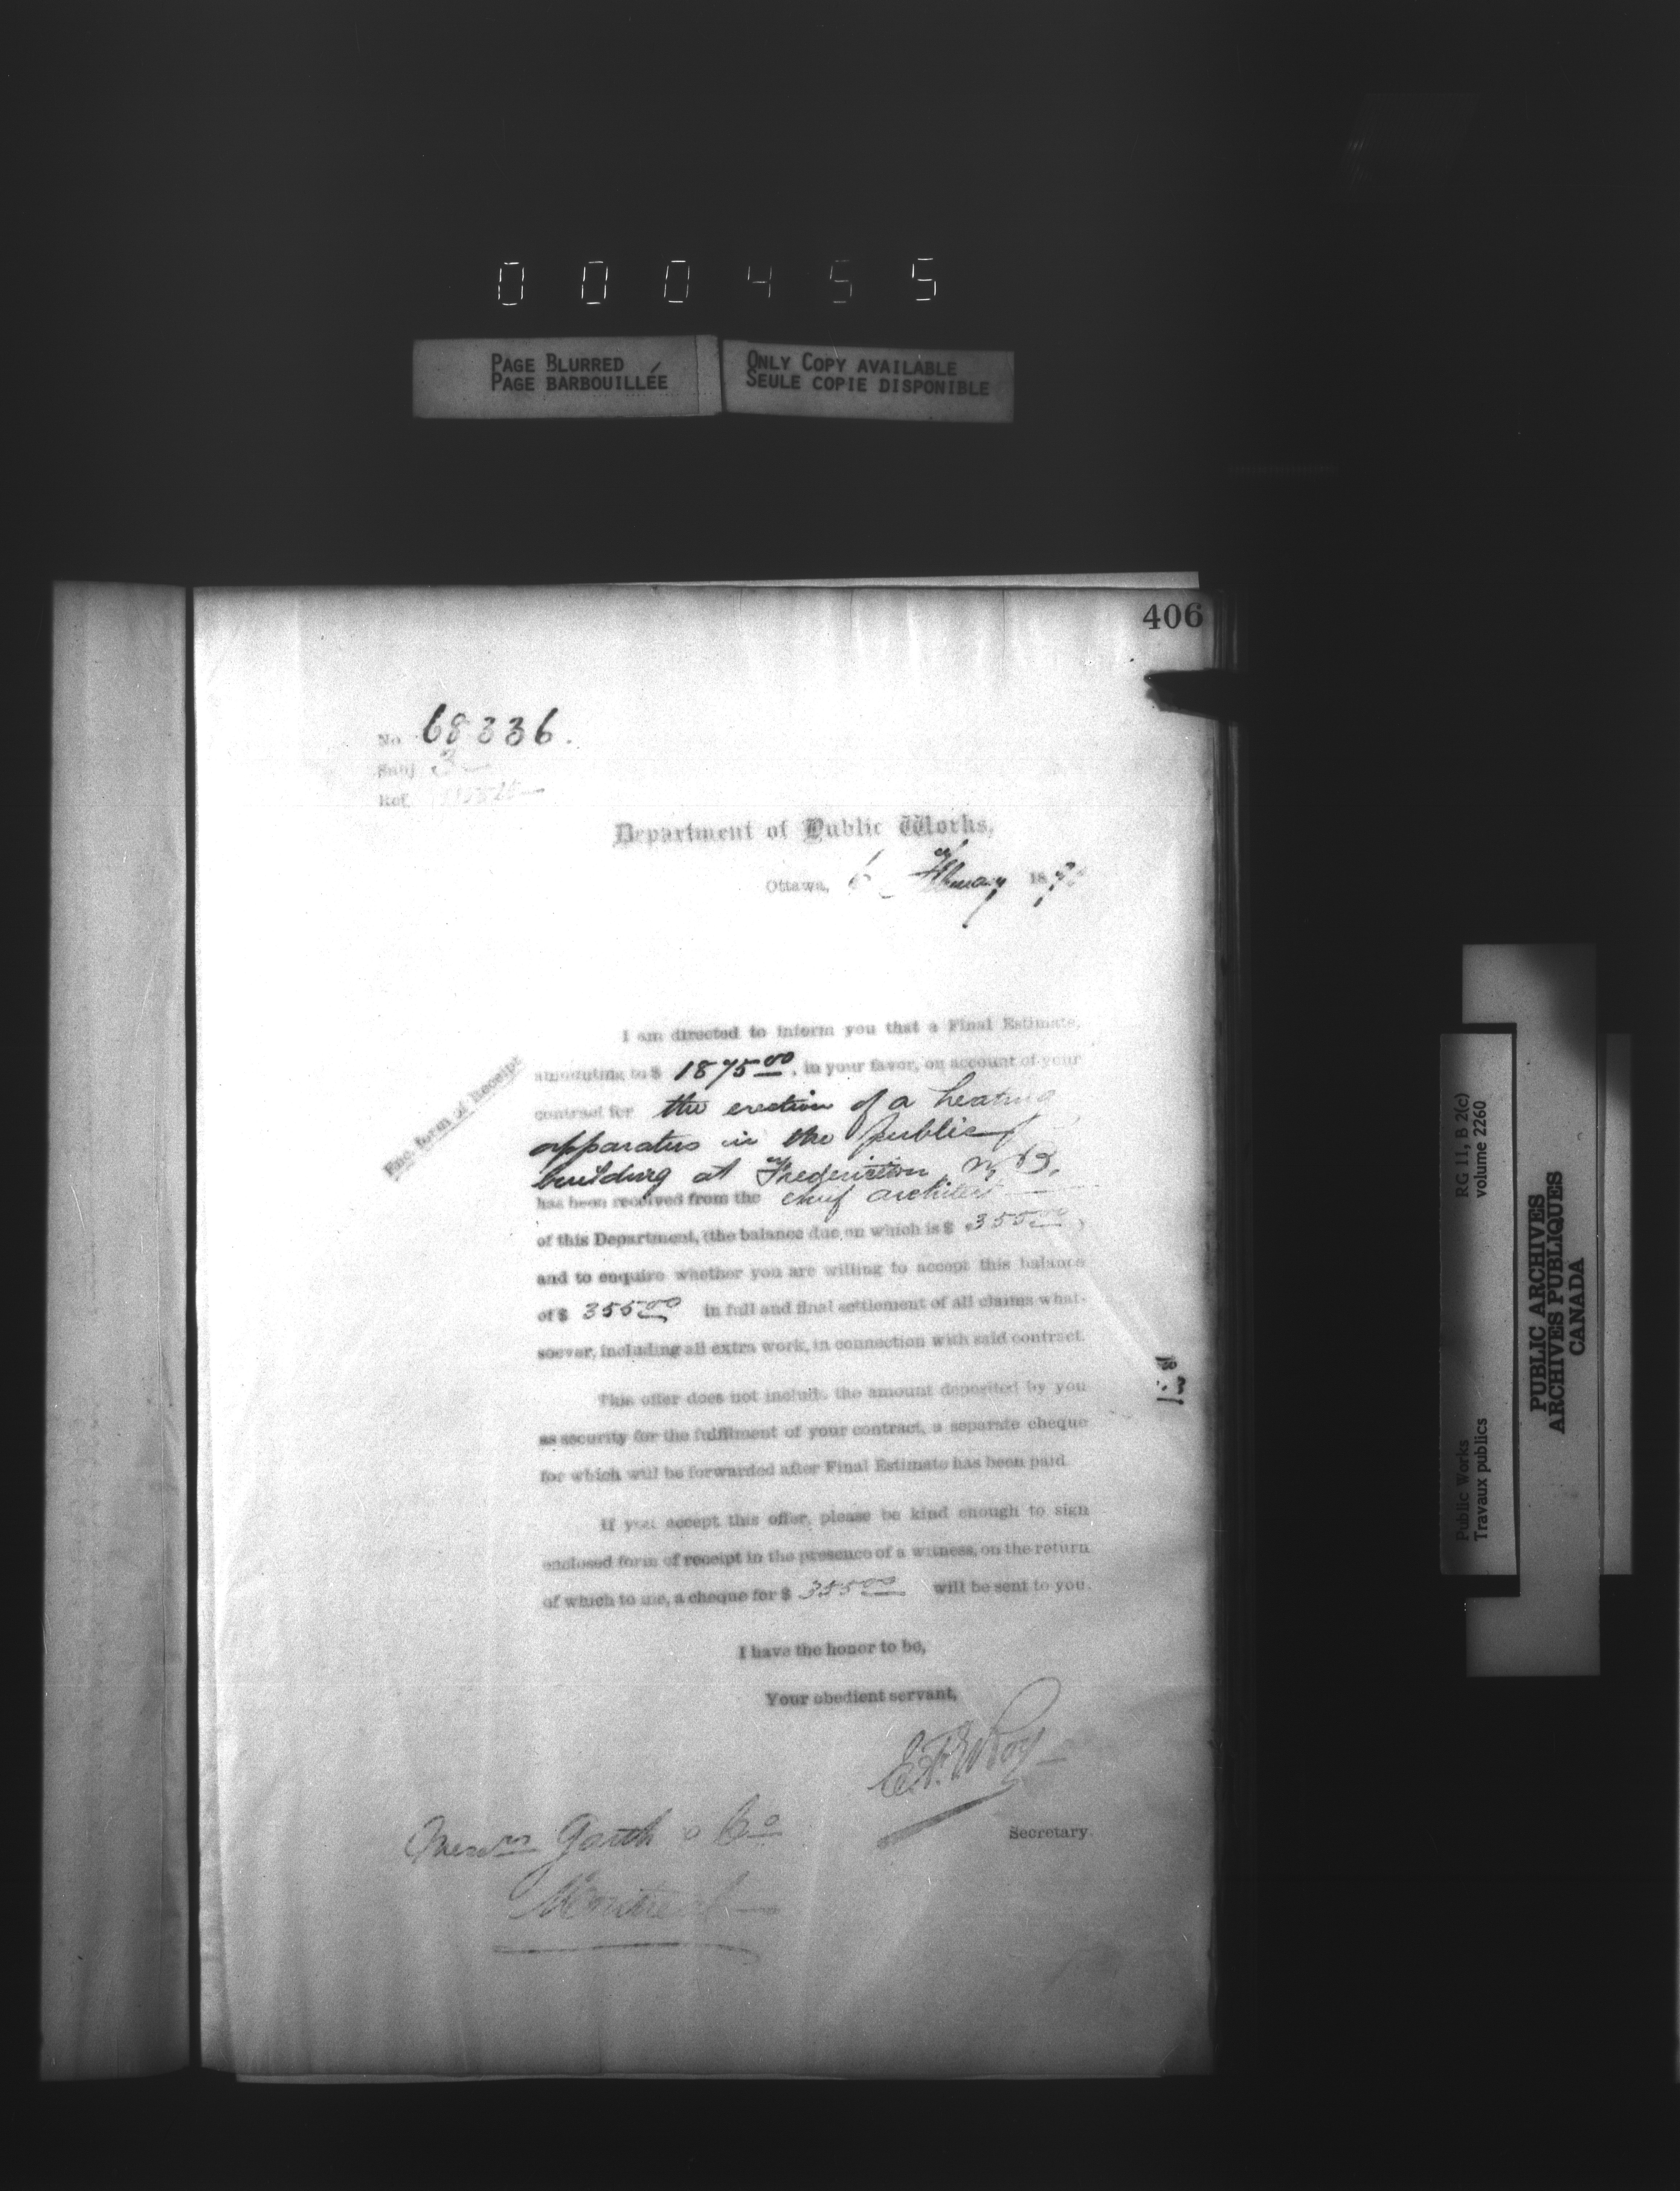 000455
PAGE BLURRED
PAGE BARBOUILLÉE
ONLY COPY AVAILABLE
SEULE COPIE DISPONIBLE
406
No 68336.
Subj 3
Ref.
Department of Public Works,
Ottawa, 6 February 18
Enc. form of Receipt
I am directed to inform you that a Final Estimate,
amounting to $ 1875.00, in your favor, on account of your
contract for the erection of a heating
apparatus in the public
building at Fredericton N B.
has been received from the chief architect
of this Department, (the balance due on which is $ 355.00 )
and to enquire whether you are willing to accept this balance
of $ 355.00 in full and final settlement of all claims what-
soever, including all extra work, in connection with said contract.
This offer does not include the amount deposited by you
as security for the fulfilment of your contract, a separate cheque
for which will be forwarded after Final Estimate has been paid.
If you accept this offer, please be kind enough to sign
enclosed form of receipt in the presence of a witness, on the return
of which to me, a cheque for $ 355.00 will be sent to you.
I have the honor to be,
Your obedient servant,
E.F.E. Roy
Secretary.
Messrs Garth & Co
Montreal
Public Works
Travaux publics
RG 11, B 2(c)
volume 2260
PUBLIC ARCHIVES
ARCHIVES PUBLIQUES
CANADA